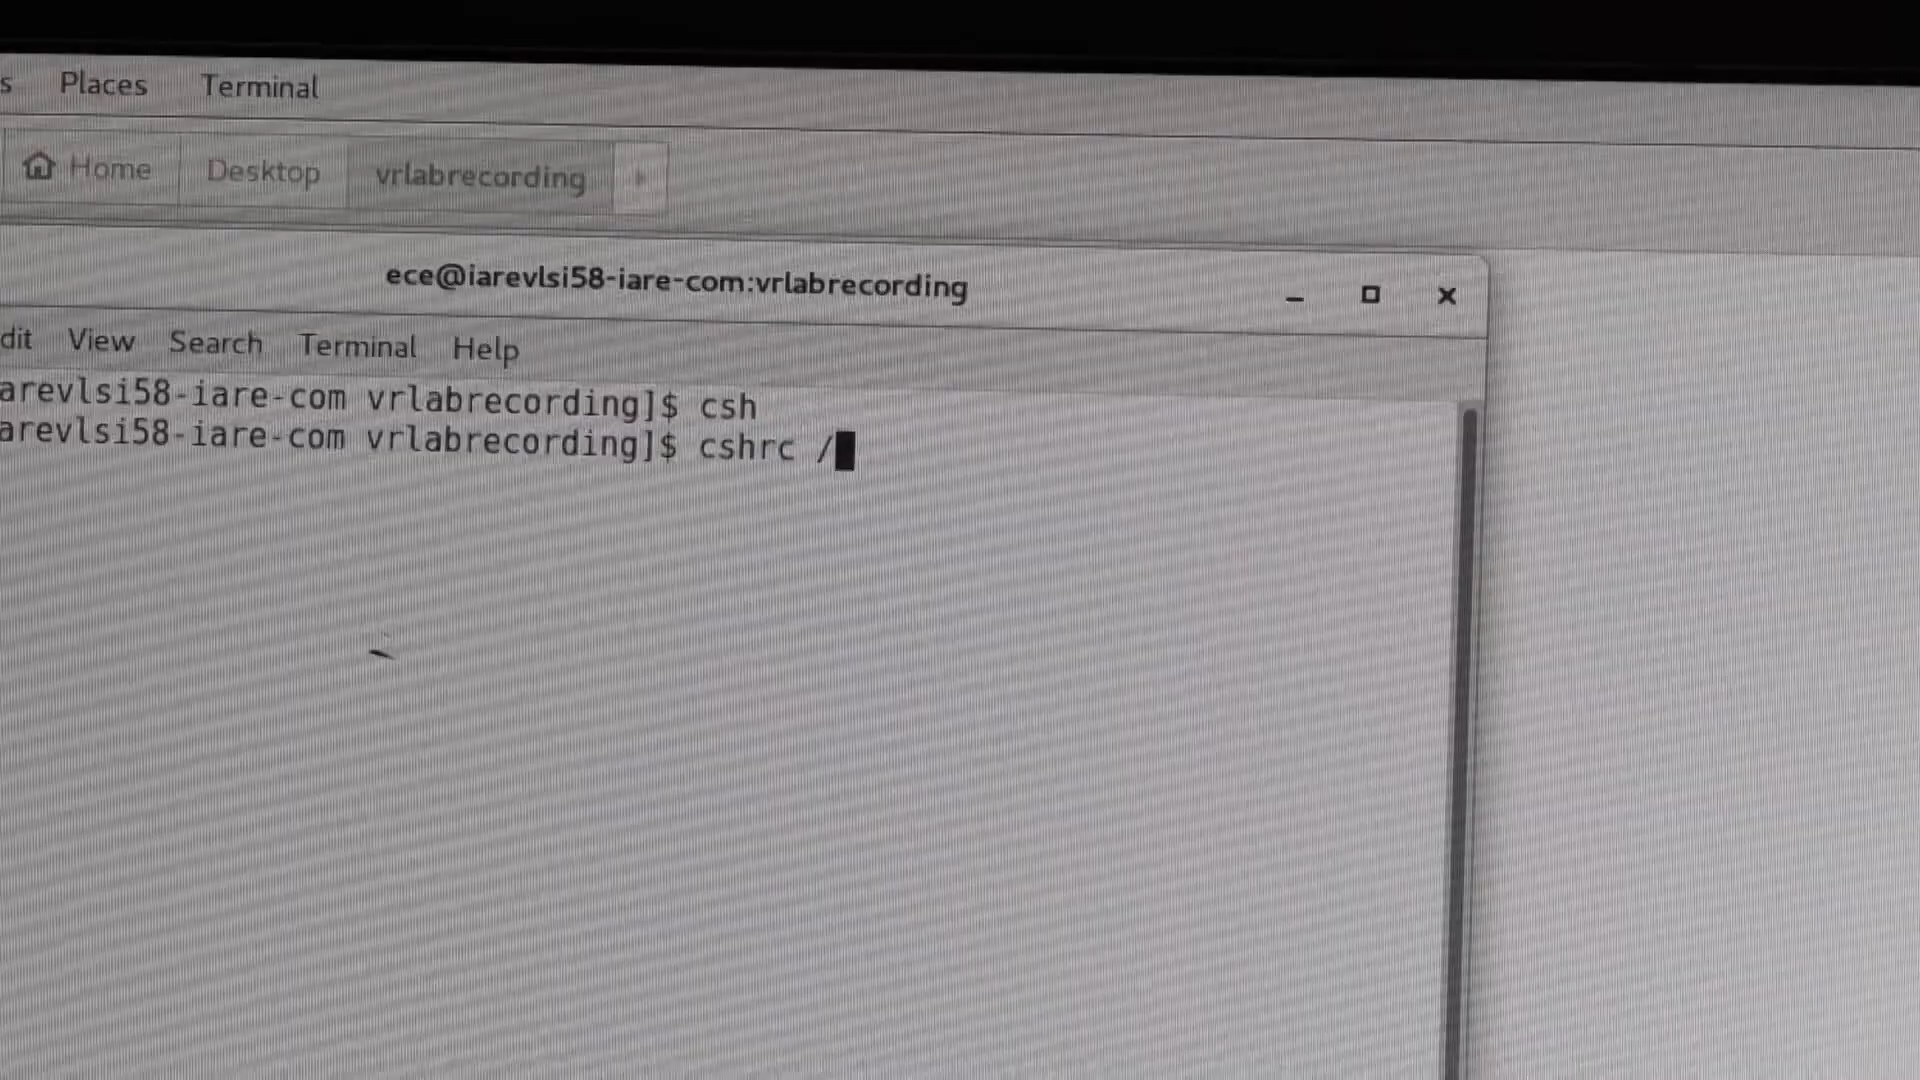 s Places Terminal
Home Desktop vrlabrecording
ece@iarevlsi58-iare-com:vrlabrecording
dit View Search Terminal Help
arevlsi58-iare-com vrlabrecording]$ csh
arevlsi58-iare-com vrlabrecording]$ cshrc /